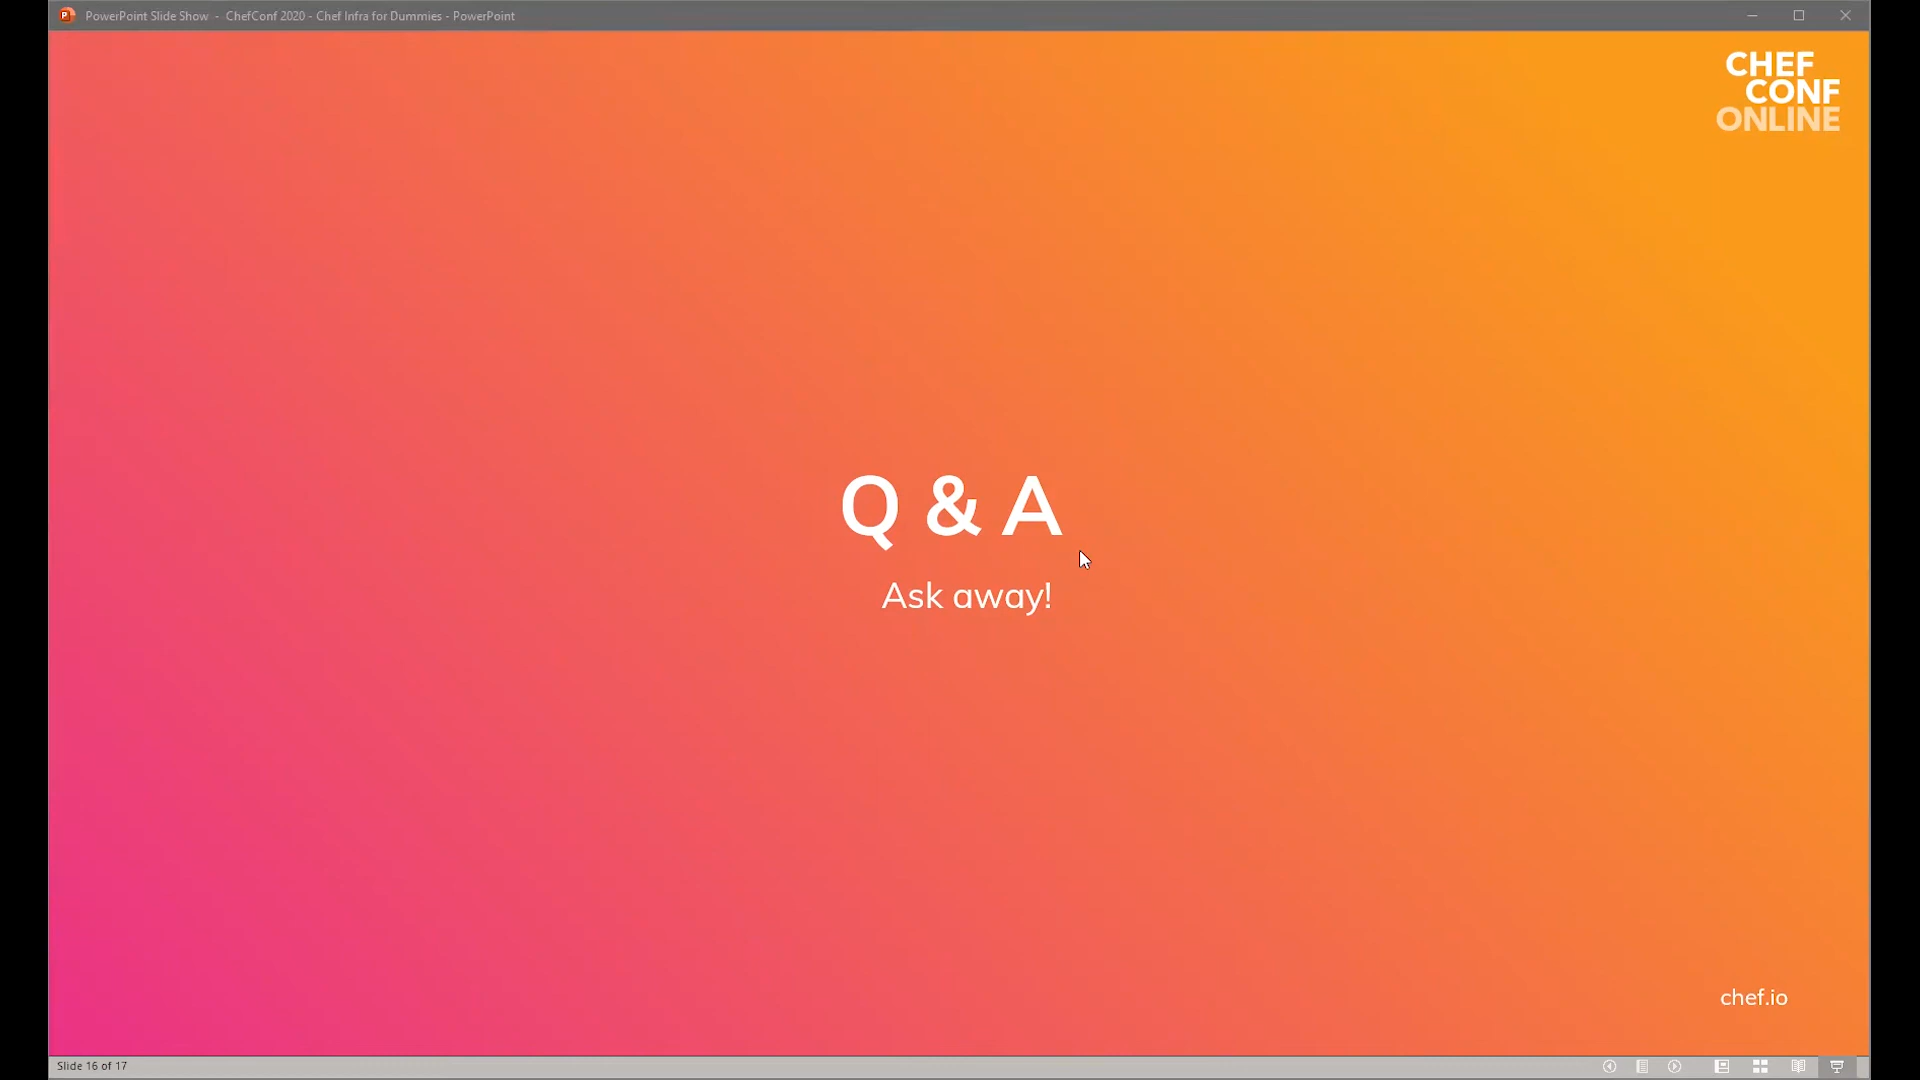 PowerPoint Slide Show - ChefConf 2020 - Chef Infra for Dummies - PowerPoint
CHEF
CONF
ONLINE
Q & A
Ask away!
chef.io
Slide 16 of 17